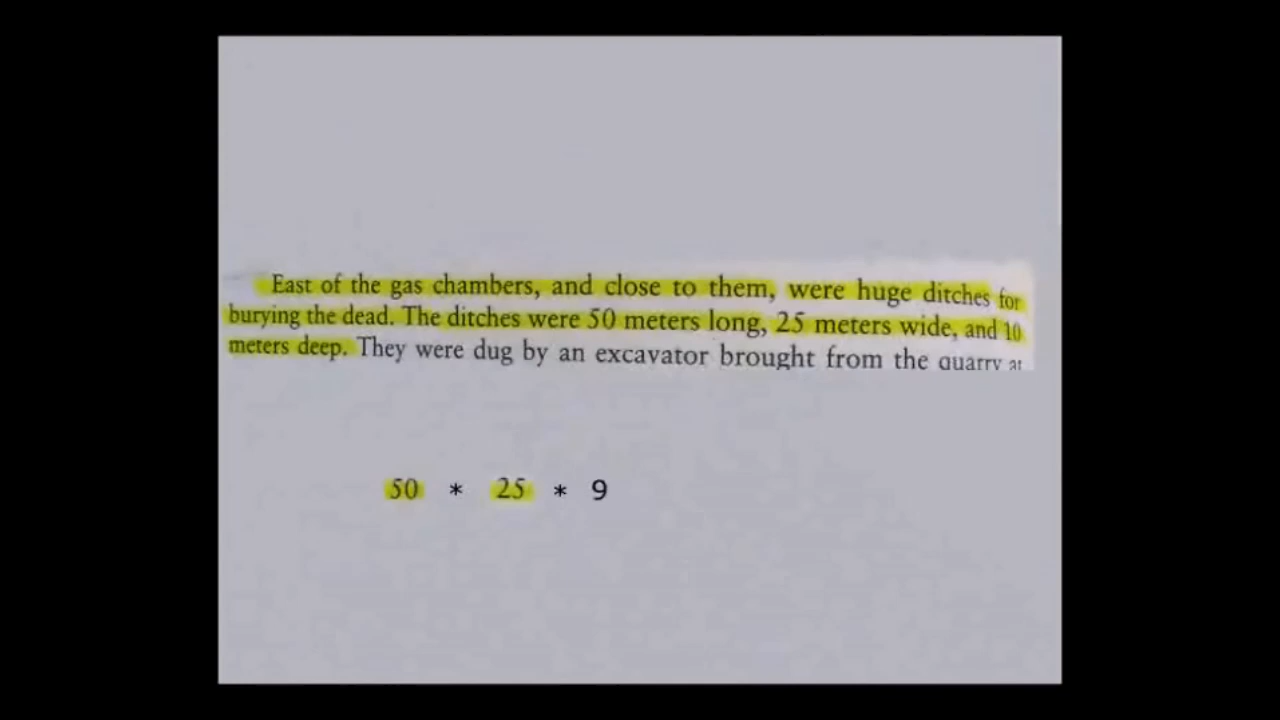 East of the gas chambers, and close to them, were huge ditches for
burying the dead. The ditches were 50 meters long, 25 meters wide, and 10
meters deep. They were dug by an excavator brought from the quarry at
50 * 25 * 9